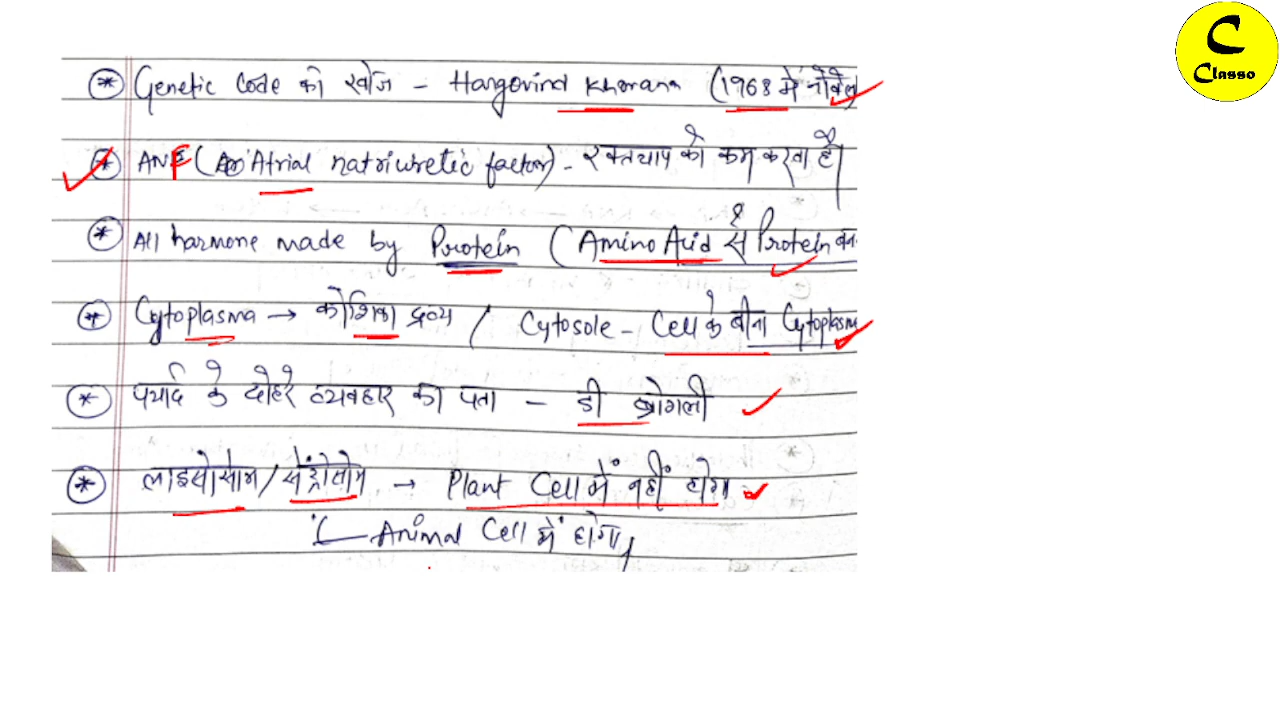 C
Classo
* Genetic Code की खोज - Hargovind Khorana (1968 में नोबेल)
* ANF (Atrial natriuretic factor) - रक्तचाप को कम करता है।
* All harmone made by Protein (Amino Acid से Protein बन
* Cytoplasma → कोशिका द्रव्य / Cytosole - Cell के बीना Cytoplasm
* पर्याद के दोहरे व्यवहार का पता - डी ब्रोगली
* लाइसोसोम/सेंट्रोसोम → Plant Cell में नहीं होगा
Animal Cell में होगा।